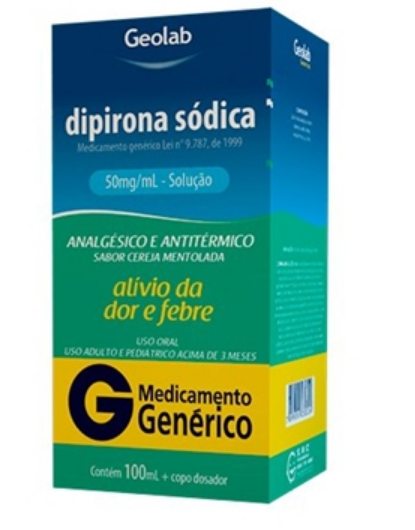 Geolab
dipirona sódica
Medicamento genérico Lei nº 9.787, de 1999
50mg/mL - Solução
ANALGÉSICO E ANTITÉRMICO
SABOR CEREJA MENTOLADA
alívio da
dor e febre
USO ORAL
USO ADULTO E PEDIÁTRICO ACIMA DE 3 MESES
G Medicamento
Genérico
Contém 100mL + copo dosador
Geolab